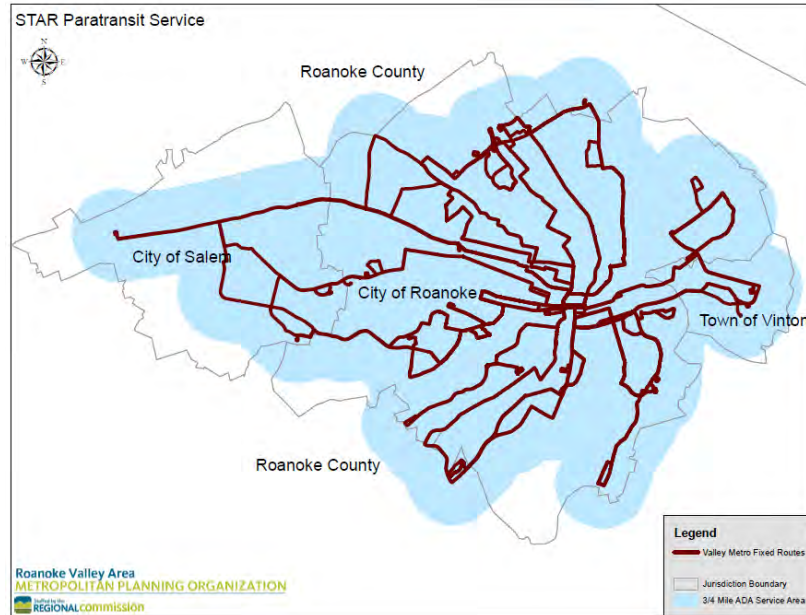 STAR Paratransit Service
N
W E
S
Roanoke County
City of Salem
City of Roanoke
Town of Vinton
Roanoke County
Legend
Valley Metro Fixed Routes
Jurisdiction Boundary
3/4 Mile ADA Service Area
Roanoke Valley Area
METROPOLITAN PLANNING ORGANIZATION
Staffed by the
REGIONALcommission